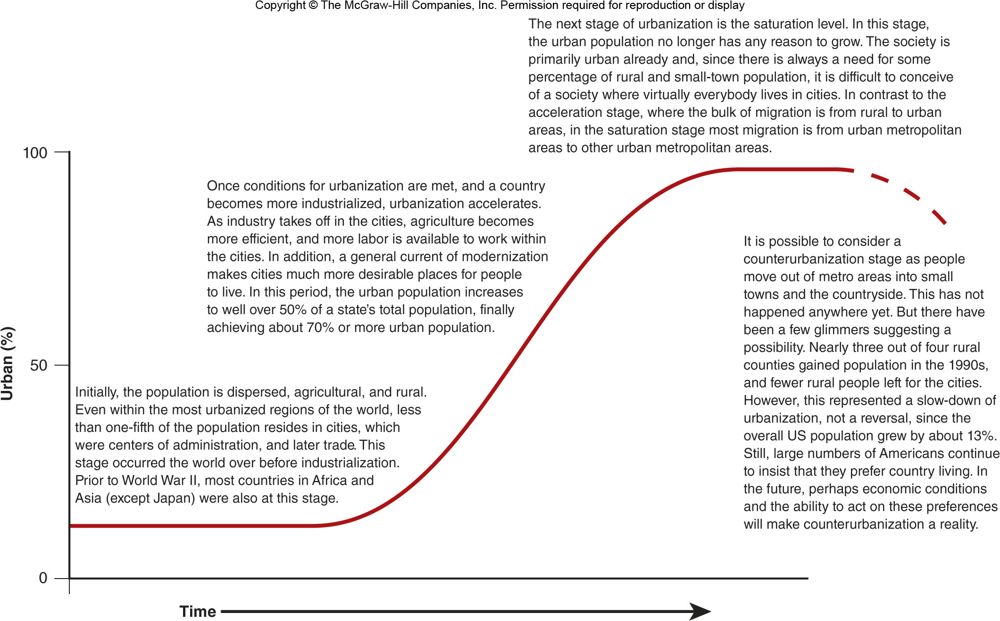 Copyright © The McGraw-Hill Companies, Inc. Permission required for reproduction or display
The next stage of urbanization is the saturation level. In this stage,
the urban population no longer has any reason to grow. The society is
primarily urban already and, since there is always a need for some
percentage of rural and small-town population, it is difficult to conceive
of a society where virtually everybody lives in cities. In contrast to the
acceleration stage, where the bulk of migration is from rural to urban
areas, in the saturation stage most migration is from urban metropolitan
areas to other urban metropolitan areas.
100
Once conditions for urbanization are met, and a country
becomes more industrialized, urbanization accelerates.
As industry takes off in the cities, agriculture becomes
more efficient, and more labor is available to work within
the cities. In addition, a general current of modernization
makes cities much more desirable places for people
to live. In this period, the urban population increases
to well over 50% of a state’s total population, finally
achieving about 70% or more urban population.
It is possible to consider a
counterurbanization stage as people
move out of metro areas into small
towns and the countryside. This has not
happened anywhere yet. But there have
been a few glimmers suggesting a
possibility. Nearly three out of four rural
counties gained population in the 1990s,
and fewer rural people left for the cities.
However, this represented a slow-down of
urbanization, not a reversal, since the
overall US population grew by about 13%.
Still, large numbers of Americans continue
to insist that they prefer country living. In
the future, perhaps economic conditions
and the ability to act on these preferences
will make counterurbanization a reality.
Urban (%)
50
Initially, the population is dispersed, agricultural, and rural.
Even within the most urbanized regions of the world, less
than one-fifth of the population resides in cities, which
were centers of administration, and later trade. This
stage occurred the world over before industrialization.
Prior to World War II, most countries in Africa and
Asia (except Japan) were also at this stage.
0
Time